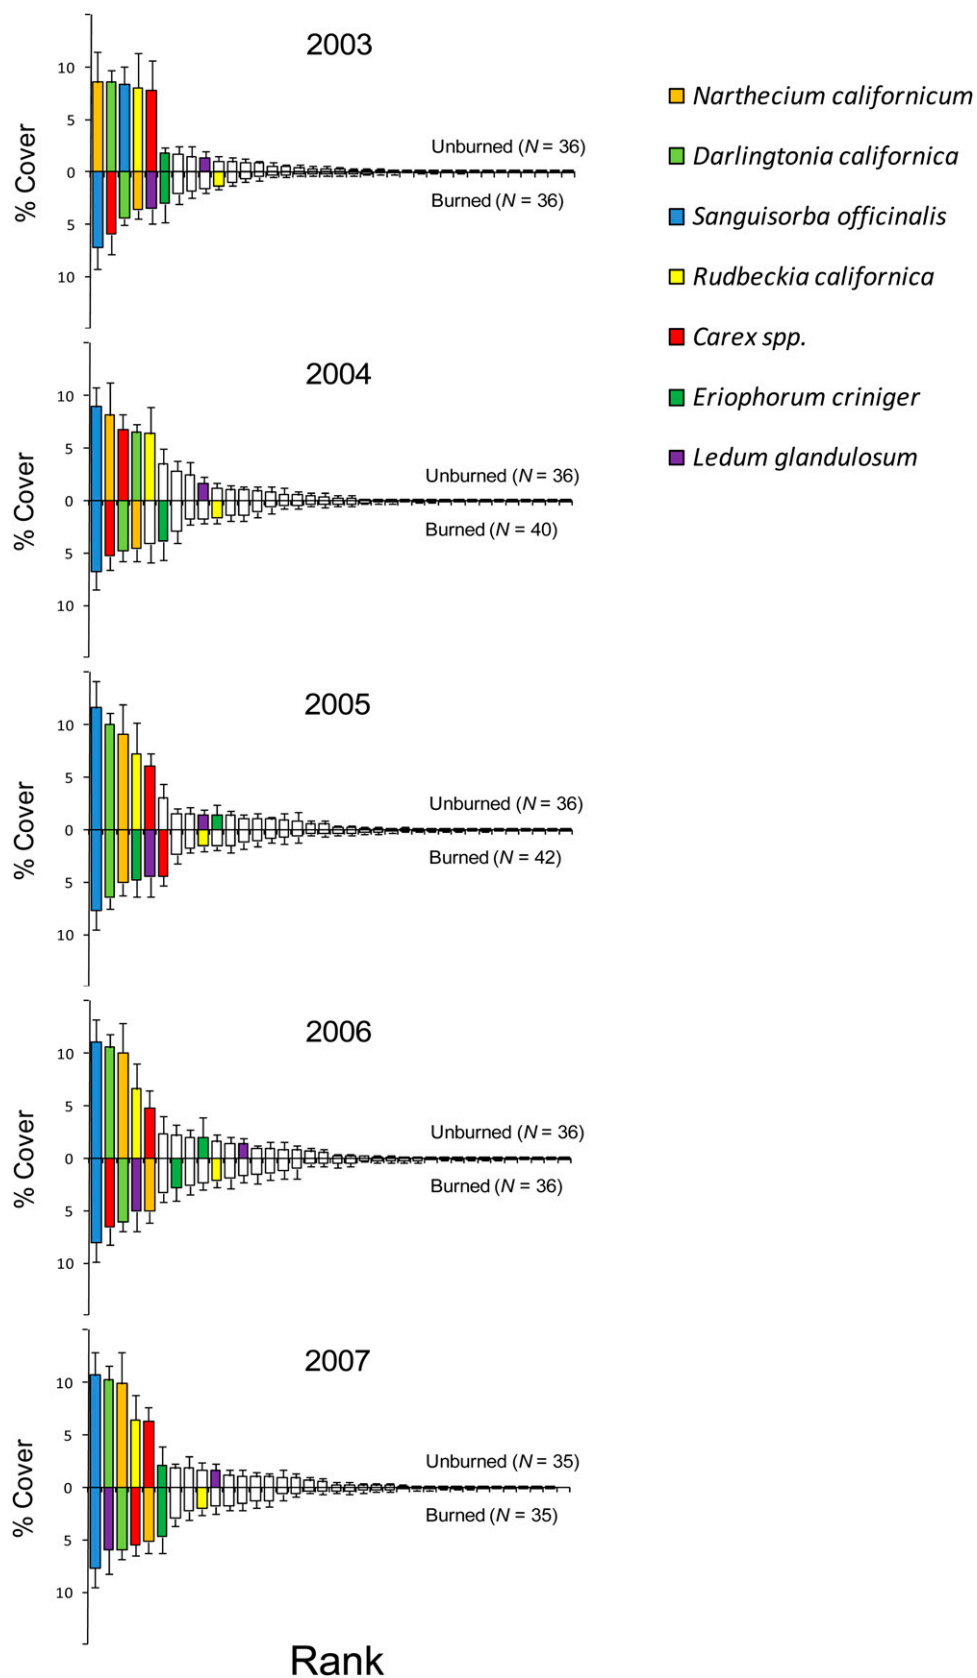 2003
10
5
0
5
10
% Cover
Unburned (N = 36)
Burned (N = 36)
Narthecium californicum
Darlingtonia californica
Sanguisorba officinalis
Rudbeckia californica
Carex spp.
Eriophorum criniger
Ledum glandulosum
2004
10
5
0
5
10
% Cover
Unburned (N = 36)
Burned (N = 40)
2005
10
5
0
5
10
% Cover
Unburned (N = 36)
Burned (N = 42)
2006
10
5
0
5
10
% Cover
Unburned (N = 36)
Burned (N = 36)
2007
10
5
0
5
10
% Cover
Unburned (N = 35)
Burned (N = 35)
Rank